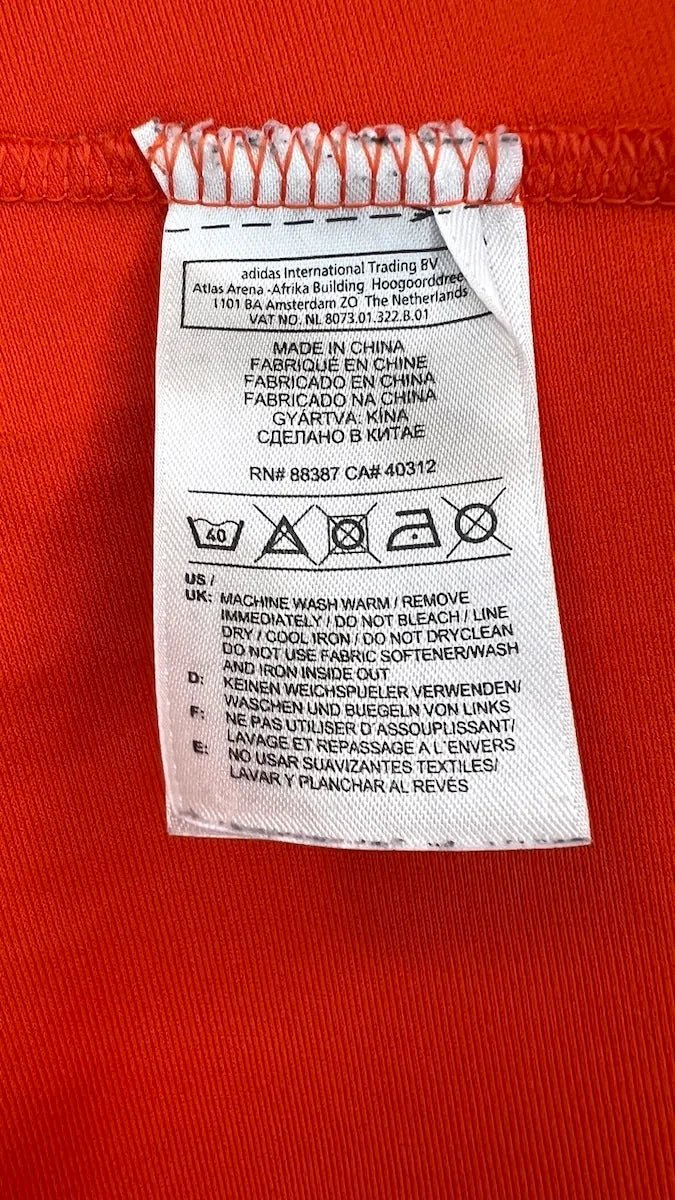 adidas International Trading BV
Atlas Arena -Afrika Building Hoogoorddree
1101 BA Amsterdam ZO The Netherlands
VAT NO. NL 8073.01.322.B.01
MADE IN CHINA
FABRIQUÉ EN CHINE
FABRICADO EN CHINA
FABRICADO NA CHINA
GYÁRTVA: KÍNA
СДЕЛАНО В КИТАЕ
RN# 88387 CA# 40312
40
US /
UK: MACHINE WASH WARM / REMOVE
IMMEDIATELY / DO NOT BLEACH / LINE
DRY / COOL IRON / DO NOT DRYCLEAN
DO NOT USE FABRIC SOFTENER/WASH
AND IRON INSIDE OUT
D: KEINEN WEICHSPUELER VERWENDEN/
WASCHEN UND BUEGELN VON LINKS
F: NE PAS UTILISER D'ASSOUPLISSANT/
LAVAGE ET REPASSAGE A L'ENVERS
E: NO USAR SUAVIZANTES TEXTILES/
LAVAR Y PLANCHAR AL REVÉS